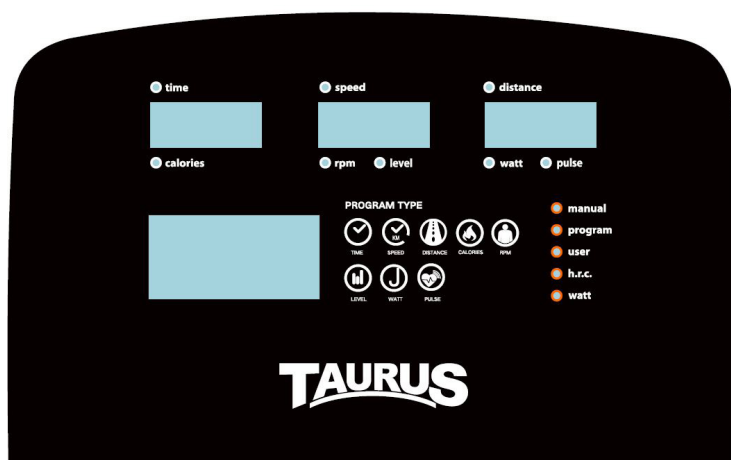 time speed distance
calories rpm level watt pulse
PROGRAM TYPE
KM
TIME SPEED DISTANCE CALORIES RPM
LEVEL WATT PULSE
manual
program
user
h.r.c.
watt
TAURUS